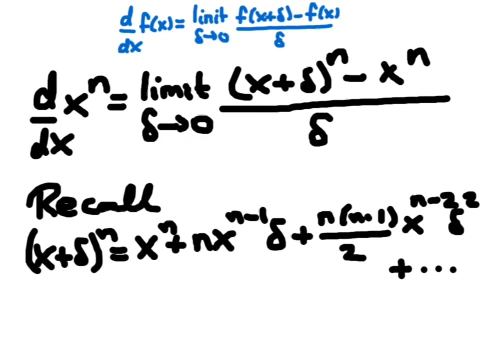 d/dx f(x) = limit δ→0 (f(x+δ) − f(x))/δ
d/dx xⁿ = limit δ→0 ((x+δ)ⁿ − xⁿ)/δ
Recall
(x+δ)ⁿ = xⁿ + nxⁿ⁻¹δ + n(n-1)/2 xⁿ⁻²δ²
+ ...